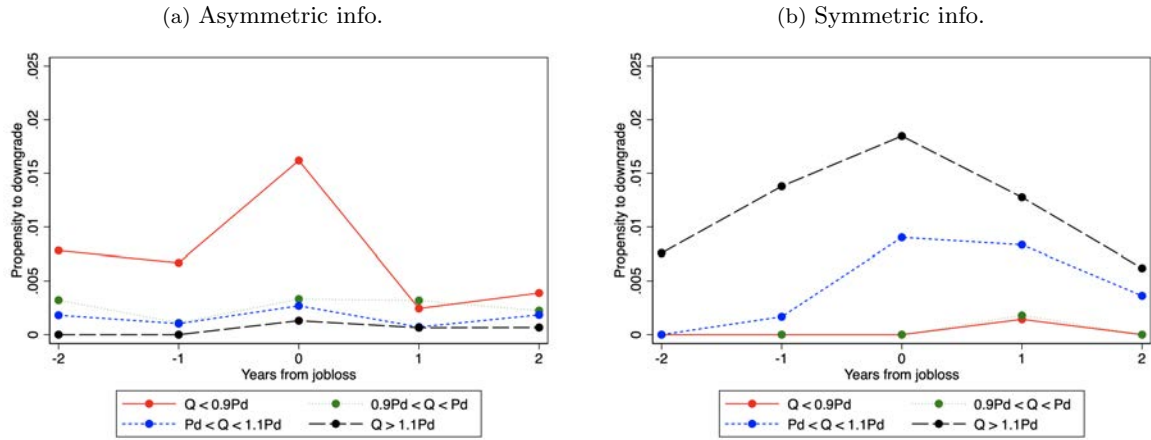 (a) Asymmetric info.
Propensity to downgrade
.025
.02
.015
.01
.005
0
-2 -1 0 1 2
Years from jobloss
Q < 0.9Pd 0.9Pd < Q < Pd
Pd < Q < 1.1Pd Q > 1.1Pd
(b) Symmetric info.
Propensity to downgrade
.025
.02
.015
.01
.005
0
-2 -1 0 1 2
Years from jobloss
Q < 0.9Pd 0.9Pd < Q < Pd
Pd < Q < 1.1Pd Q > 1.1Pd